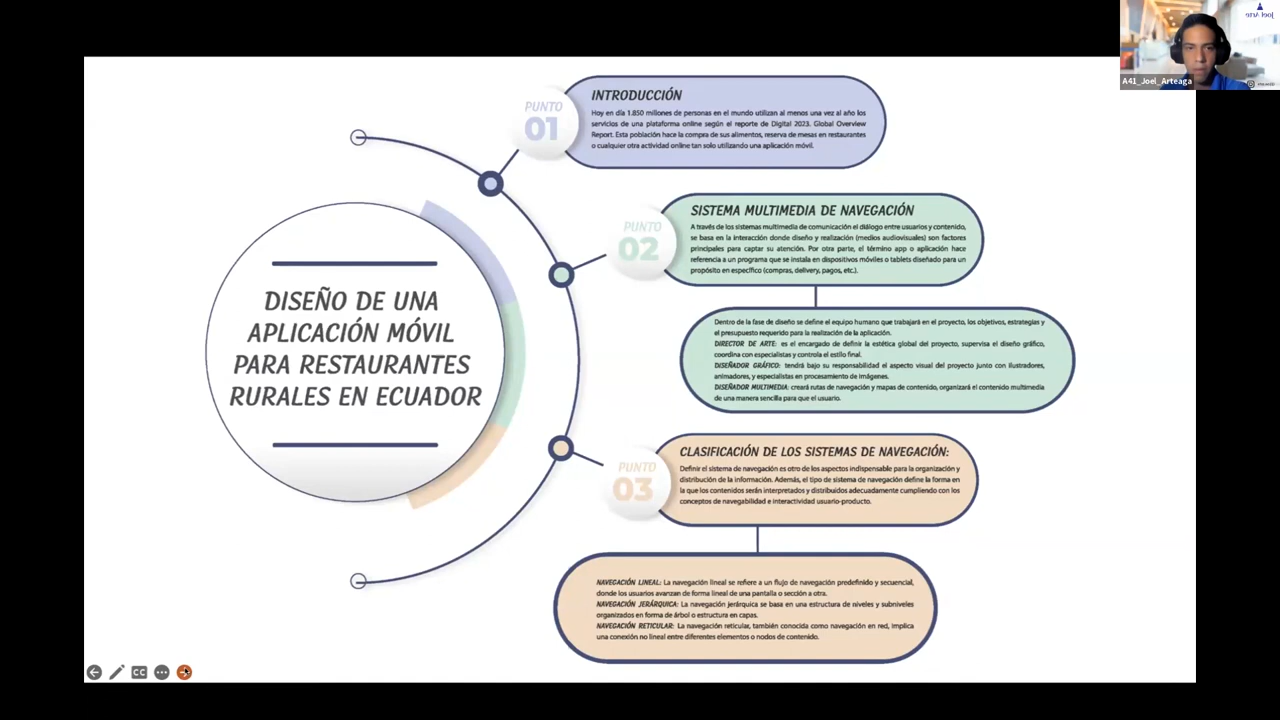 DISEÑO DE UNA
APLICACIÓN MÓVIL
PARA RESTAURANTES
RURALES EN ECUADOR
PUNTO
01
INTRODUCCIÓN
Hoy en día 1.850 millones de personas en el mundo utilizan al menos una vez al año los
servicios de una plataforma online según el reporte de Digital 2023. Global Overview
Report. Esta población hace la compra de sus alimentos, reserva de mesas en restaurantes
o cualquier otra actividad online tan solo utilizando una aplicación móvil.
PUNTO
02
SISTEMA MULTIMEDIA DE NAVEGACIÓN
A través de los sistemas multimedia de comunicación el diálogo entre usuarios y contenido,
se basa en la interacción donde diseño y realización (medios audiovisuales) son factores
principales para captar su atención. Por otra parte, el término app o aplicación hace
referencia a un programa que se instala en dispositivos móviles o tablets diseñado para un
propósito en específico (compras, delivery, pagos, etc.).
Dentro de la fase de diseño se define el equipo humano que trabajará en el proyecto, los objetivos, estrategias y
el presupuesto requerido para la realización de la aplicación.
DIRECTOR DE ARTE: es el encargado de definir la estética global del proyecto, supervisa el diseño gráfico,
coordina con especialistas y controla el estilo final.
DISEÑADOR GRÁFICO: tendrá bajo su responsabilidad el aspecto visual del proyecto junto con ilustradores,
animadores, y especialistas en procesamiento de imágenes.
DISEÑADOR MULTIMEDIA: creará rutas de navegación y mapas de contenido, organizará el contenido multimedia
de una manera sencilla para que el usuario.
PUNTO
03
CLASIFICACIÓN DE LOS SISTEMAS DE NAVEGACIÓN:
Definir el sistema de navegación es otro de los aspectos indispensable para la organización y
distribución de la información. Además, el tipo de sistema de navegación define la forma en
la que los contenidos serán interpretados y distribuidos adecuadamente cumpliendo con los
conceptos de navegabilidad e interactividad usuario-producto.
NAVEGACIÓN LINEAL: La navegación lineal se refiere a un flujo de navegación predefinido y secuencial,
donde los usuarios avanzan de forma lineal de una pantalla o sección a otra.
NAVEGACIÓN JERÁRQUICA: La navegación jerárquica se basa en una estructura de niveles y subniveles
organizados en forma de árbol o estructura en capas.
NAVEGACIÓN RETICULAR: La navegación reticular, también conocida como navegación en red, implica
una conexión no lineal entre diferentes elementos o nodos de contenido.
CC
A41_Joel_Arteaga
Joel Arte